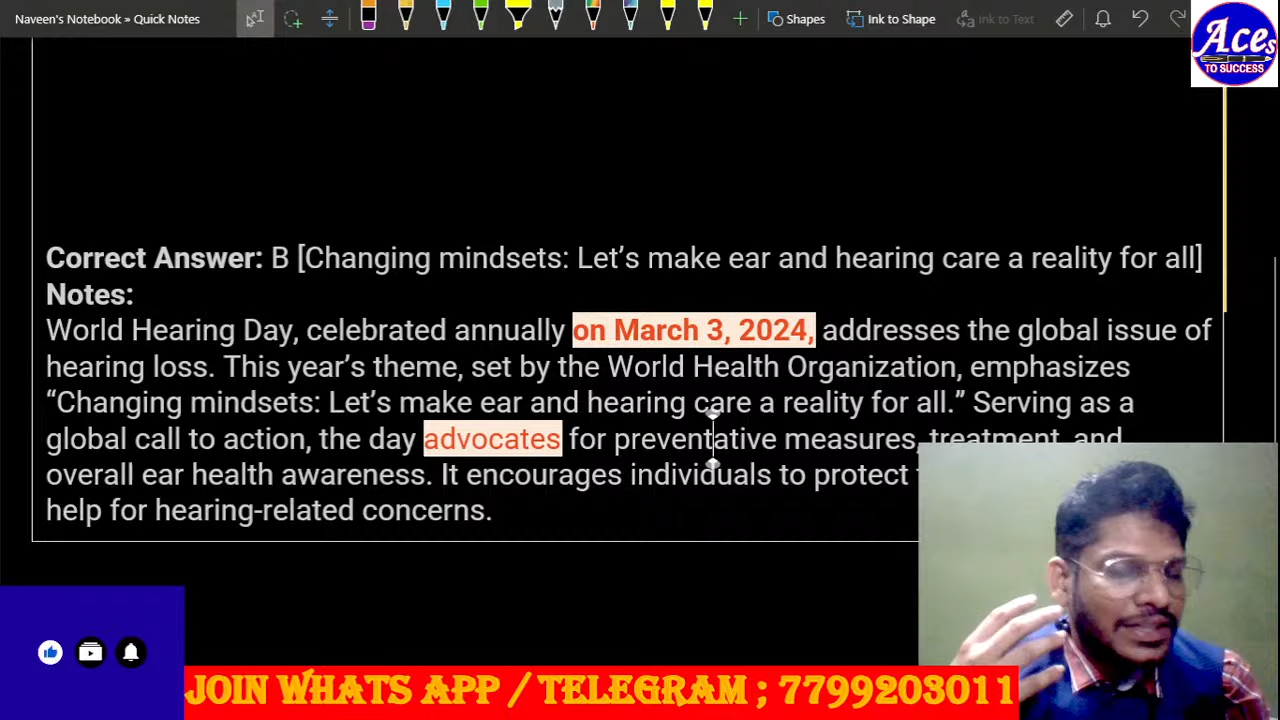 Naveen's Notebook » Quick Notes
Shapes
Ink to Shape
Ink to Text
Aces
TO SUCCESS
Correct Answer: B [Changing mindsets: Let’s make ear and hearing care a reality for all]
Notes:
World Hearing Day, celebrated annually on March 3, 2024, addresses the global issue of
hearing loss. This year’s theme, set by the World Health Organization, emphasizes
“Changing mindsets: Let’s make ear and hearing care a reality for all.” Serving as a
global call to action, the day advocates for preventative measures, treatment, and
overall ear health awareness. It encourages individuals to protect
help for hearing-related concerns.
JOIN WHATS APP / TELEGRAM ; 7799203011